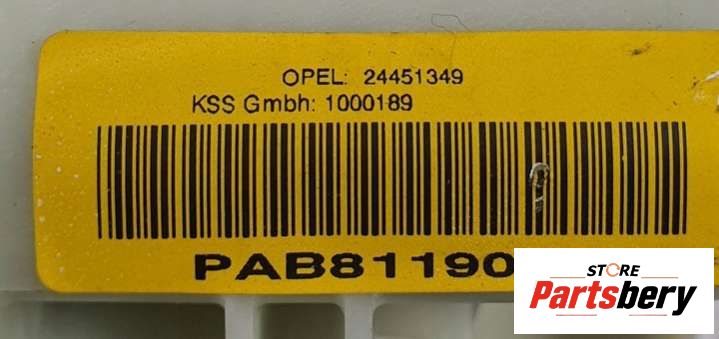 OPEL: 24451349
KSS Gmbh: 1000189
PAB81190
STORE
Partsbery